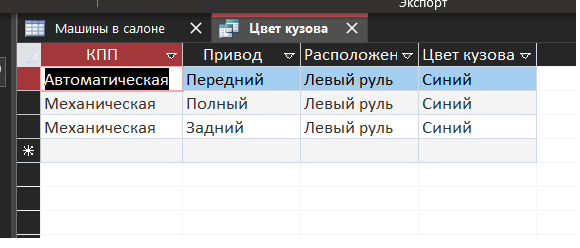 Экспорт
Машины в салоне Цвет кузова
КПП Привод Расположен Цвет кузова
Автоматическая Передний Левый руль Синий
Механическая Полный Левый руль Синий
Механическая Задний Левый руль Синий